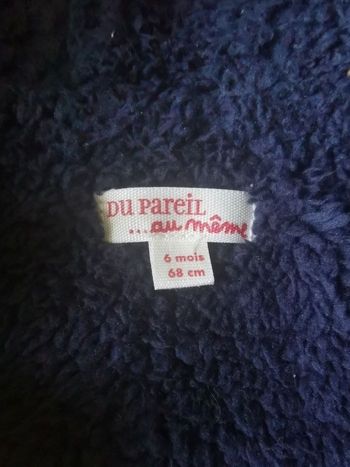 DU PAREIL
...au même
6 mois
68 cm